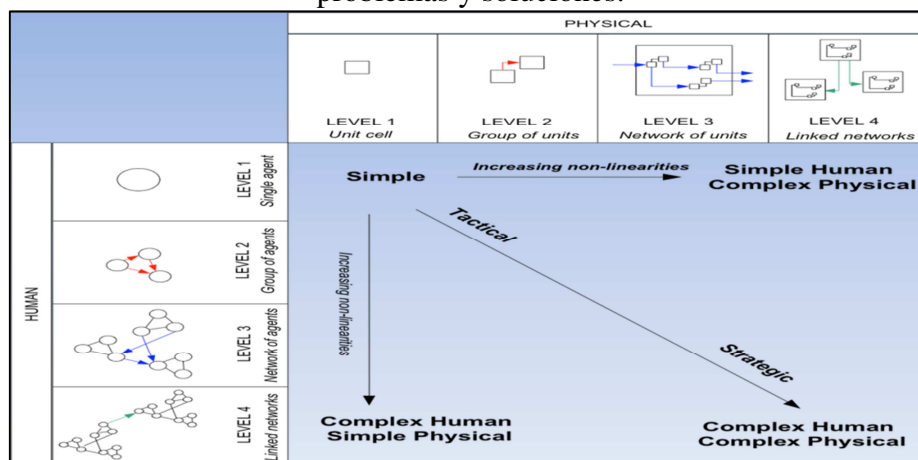 problemas y soluciones.
PHYSICAL
LEVEL 1
Unit cell
LEVEL 2
Group of units
LEVEL 3
Network of units
LEVEL 4
Linked networks
HUMAN
LEVEL 1
Single agent
LEVEL 2
Group of agents
LEVEL 3
Network of agents
LEVEL 4
Linked networks
Simple
Increasing non-linearities
Simple Human
Complex Physical
Tactical
Increasing non-linearities
Strategic
Complex Human
Simple Physical
Complex Human
Complex Physical